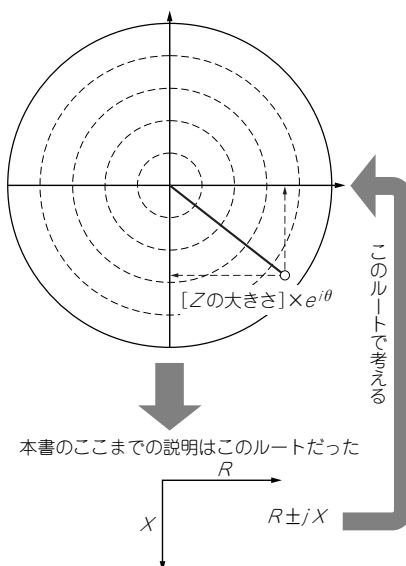 [Zの大きさ]×e^{jθ}
このルートで考える
本書のここまでの説明はこのルートだった
R
X
R±jX